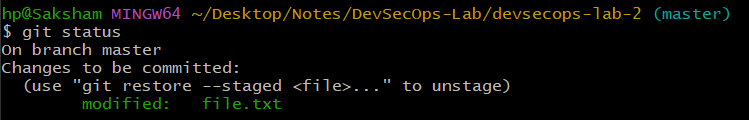 hp@Saksham MINGW64 ~/Desktop/Notes/DevSecOps-Lab/devsecops-lab-2 (master)
$ git status
On branch master
Changes to be committed:
  (use "git restore --staged <file>..." to unstage)
        modified:   file.txt